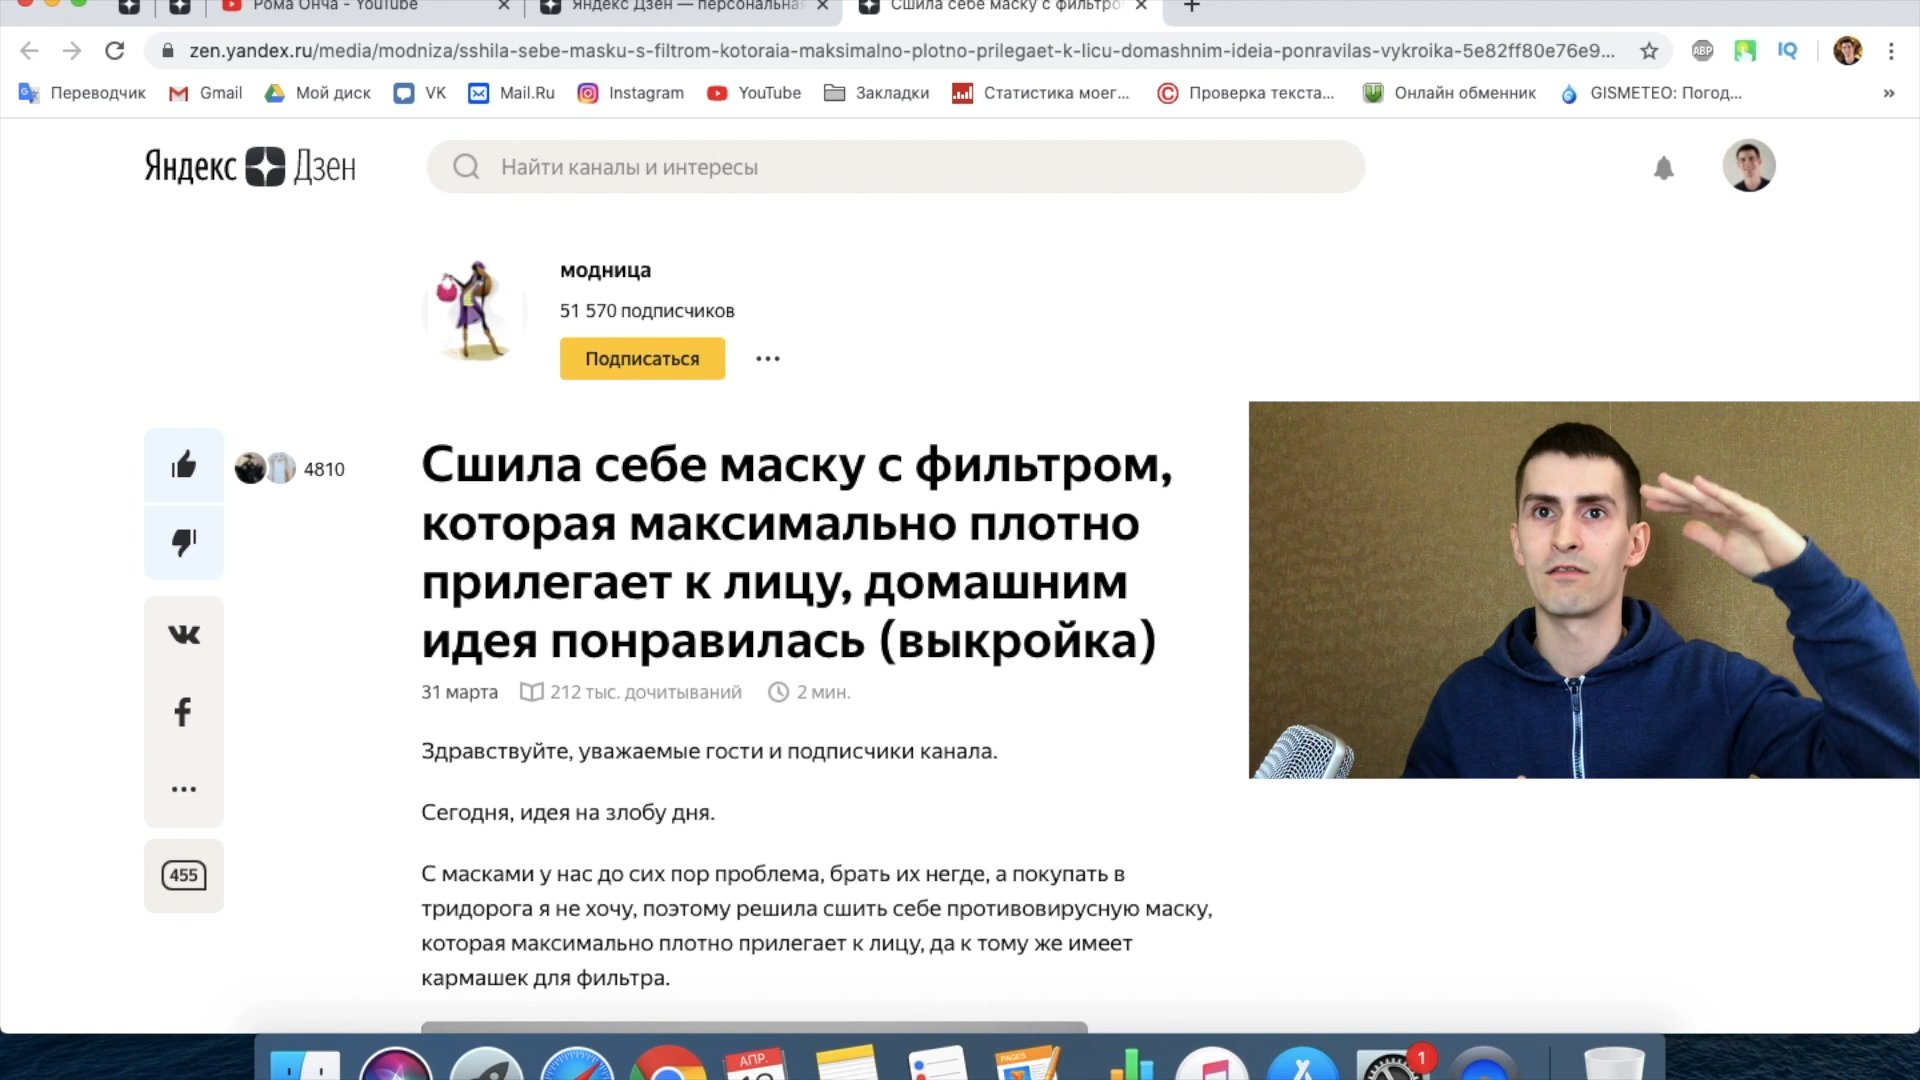 Рома Онча - YouTube
Яндекс Дзен — персональная
Сшила себе маску с фильтро
zen.yandex.ru/media/modniza/sshila-sebe-masku-s-filtrom-kotoraia-maksimalno-plotno-prilegaet-k-licu-domashnim-ideia-ponravilas-vykroika-5e82ff80e76e9...
ABP
IQ
Переводчик
Gmail
Мой диск
VK
Mail.Ru
Instagram
YouTube
Закладки
Статистика моег...
Проверка текста...
Онлайн обменник
GISMETEO: Погод...
Яндекс Дзен
Найти каналы и интересы
модница
51 570 подписчиков
Подписаться
4810
Сшила себе маску с фильтром,
которая максимально плотно
прилегает к лицу, домашним
идея понравилась (выкройка)
31 марта
212 тыс. дочитываний
2 мин.
Здравствуйте, уважаемые гости и подписчики канала.
Сегодня, идея на злобу дня.
455
С масками у нас до сих пор проблема, брать их негде, а покупать в
тридорога я не хочу, поэтому решила сшить себе противовирусную маску,
которая максимально плотно прилегает к лицу, да к тому же имеет
кармашек для фильтра.
АПР.
PAGES
1